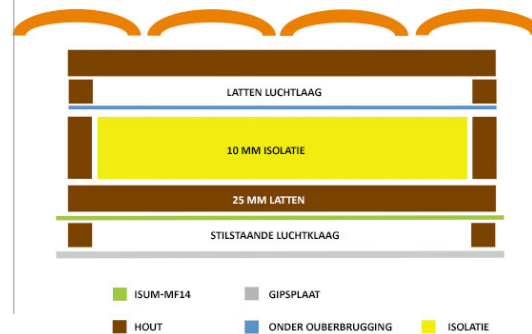 LATTEN LUCHTLAAG
10 MM ISOLATIE
25 MM LATTEN
STILSTAANDE LUCHTKLAAG
ISUM-MF14
GIPSPLAAT
HOUT
ONDER OUBERBRUGGING
ISOLATIE